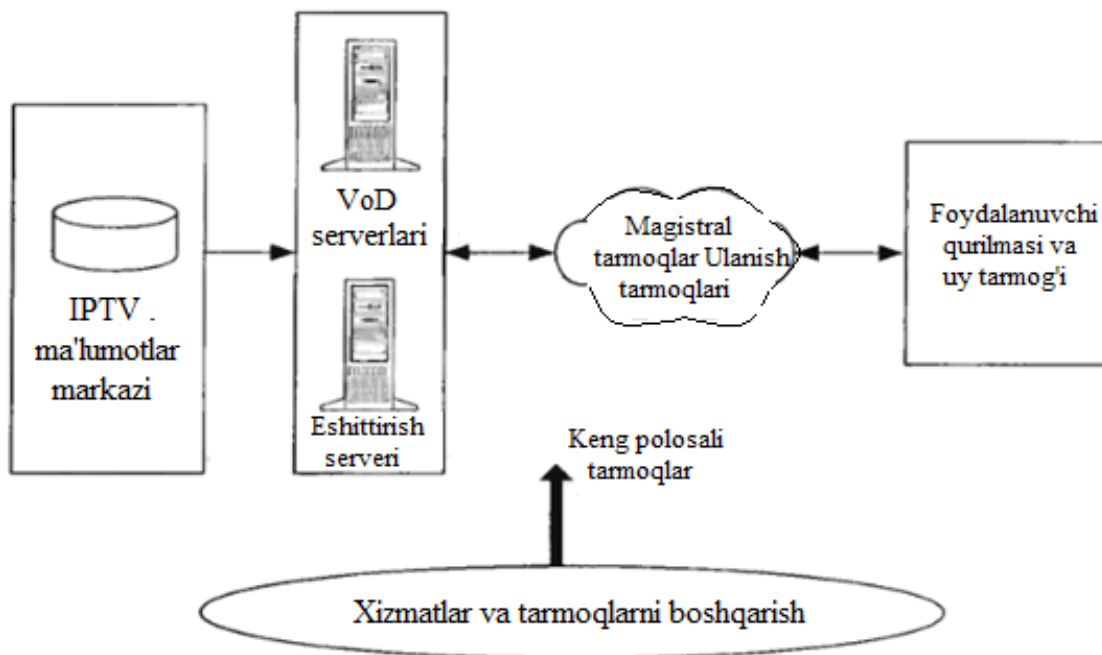 IPTV .
ma'lumotlar
markazi
VoD
serverlari
Eshittirish
serveri
Magistral
tarmoqlar Ulanish
tarmoqlari
Foydalanuvchi
qurilmasi va
uy tarmog'i
Keng polosali
tarmoqlar
Xizmatlar va tarmoqlarni boshqarish